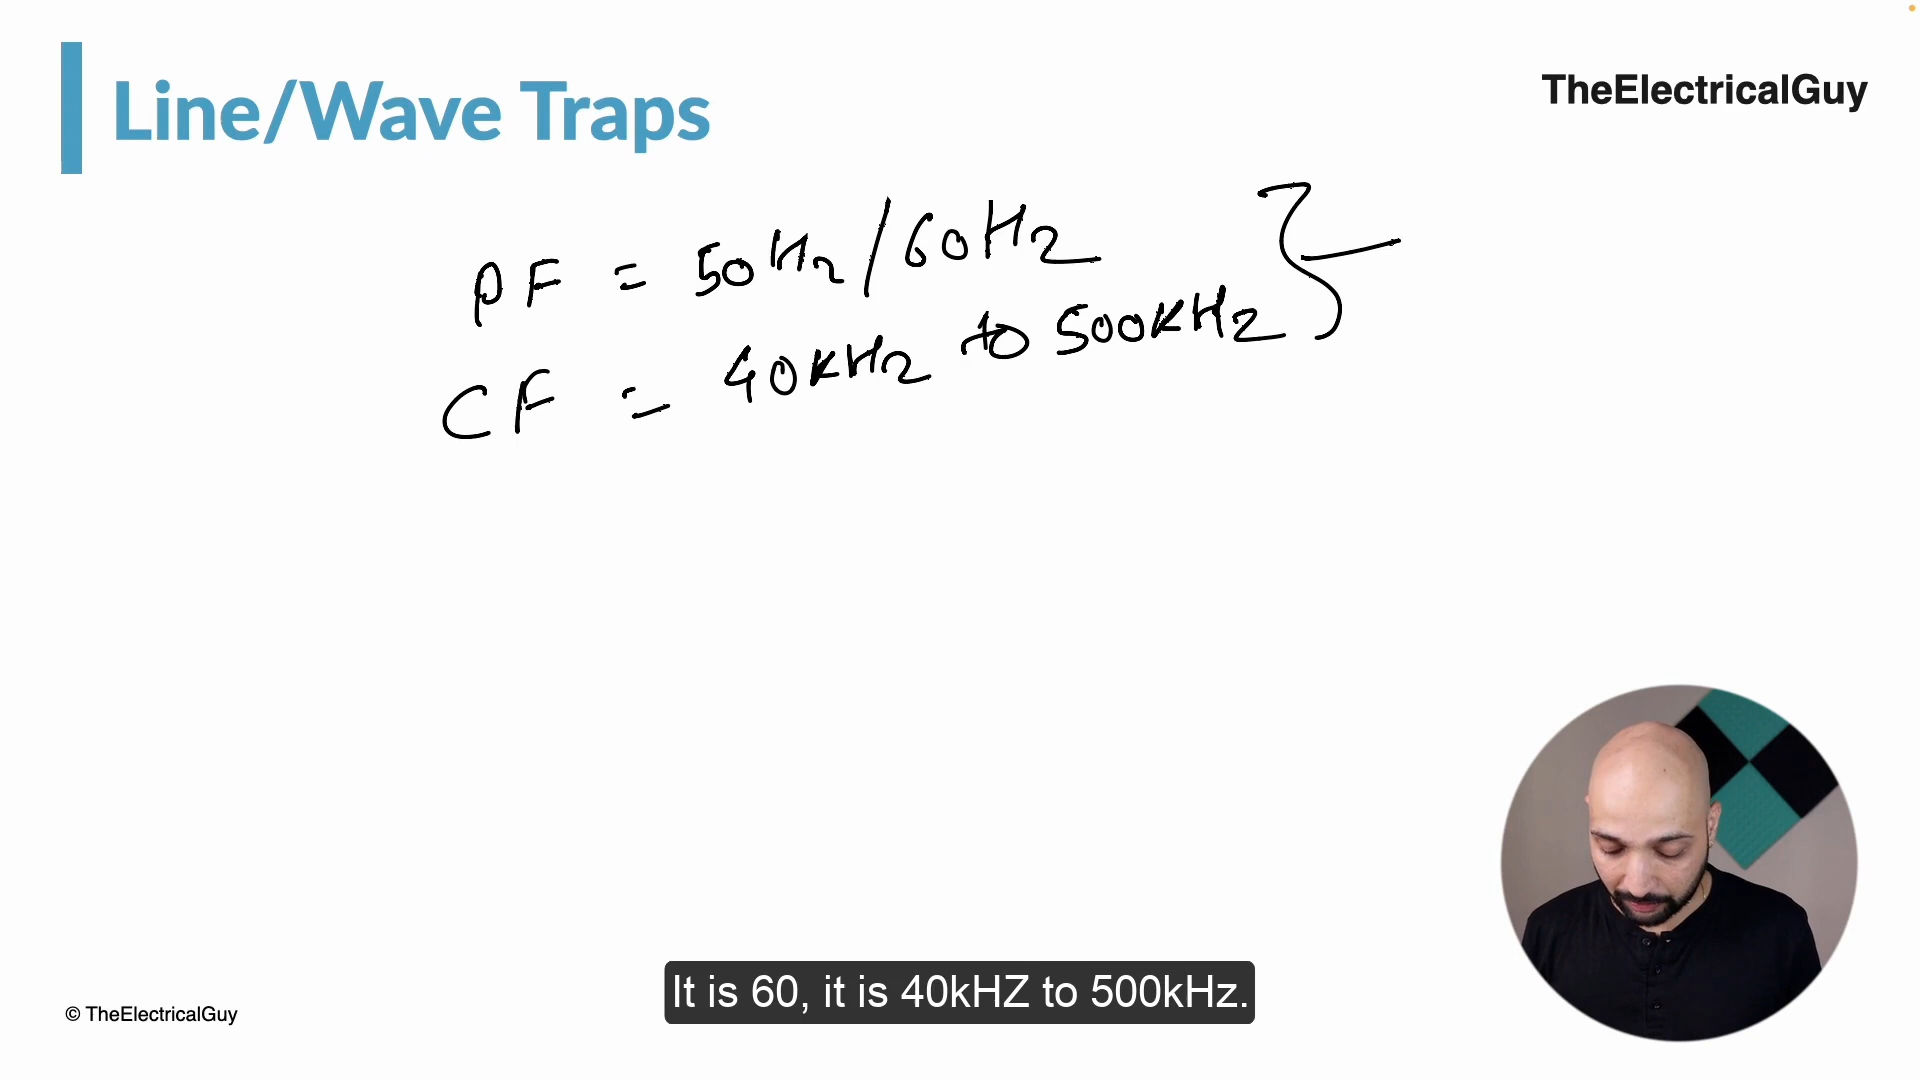 Line/Wave Traps
TheElectricalGuy
PF = 50Hz/60Hz
CF = 40KHz to 500KHz
It is 60, it is 40kHZ to 500kHz.
© TheElectricalGuy